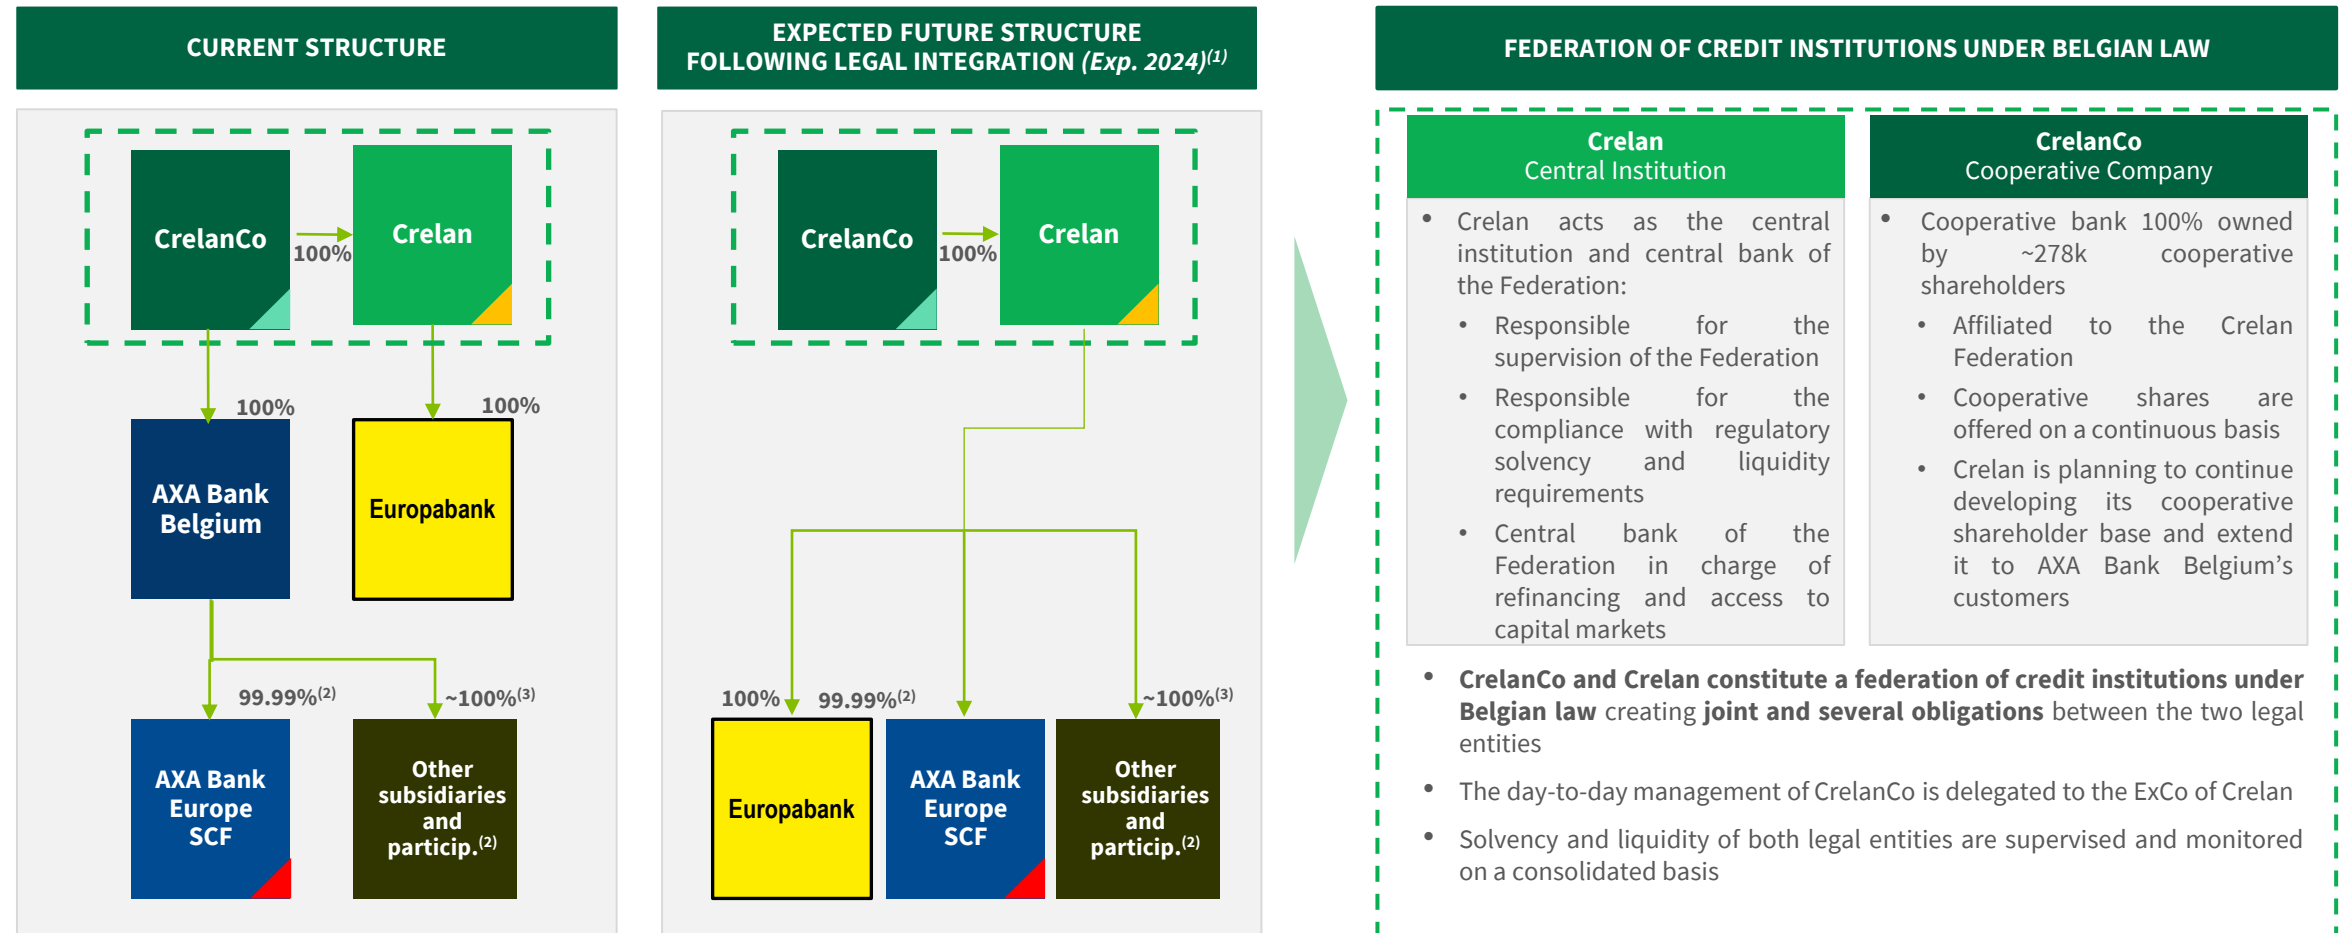 CURRENT STRUCTURE
CrelanCo
100%
Crelan
100%
100%
AXA Bank
Belgium
Europabank
99.99%(2)
~100%(3)
AXA Bank
Europe
SCF
Other
subsidiaries
and
particip.(2)
EXPECTED FUTURE STRUCTURE
FOLLOWING LEGAL INTEGRATION (Exp. 2024)(1)
CrelanCo
100%
Crelan
100%
99.99%(2)
~100%(3)
Europabank
AXA Bank
Europe
SCF
Other
subsidiaries
and
particip.(2)
FEDERATION OF CREDIT INSTITUTIONS UNDER BELGIAN LAW
Crelan
Central Institution
• Crelan acts as the central
institution and central bank of
the Federation:
• Responsible for the
supervision of the Federation
• Responsible for the
compliance with regulatory
solvency and liquidity
requirements
• Central bank of the
Federation in charge of
refinancing and access to
capital markets
CrelanCo
Cooperative Company
• Cooperative bank 100% owned
by ~278k cooperative
shareholders
• Affiliated to the Crelan
Federation
• Cooperative shares are
offered on a continuous basis
• Crelan is planning to continue
developing its cooperative
shareholder base and extend
it to AXA Bank Belgium’s
customers
• CrelanCo and Crelan constitute a federation of credit institutions under
Belgian law creating joint and several obligations between the two legal
entities
• The day-to-day management of CrelanCo is delegated to the ExCo of Crelan
• Solvency and liquidity of both legal entities are supervised and monitored
on a consolidated basis